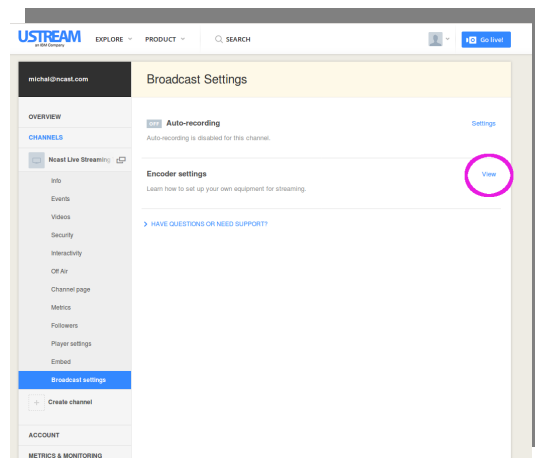 USTREAM
an IBM Company
EXPLORE
PRODUCT
SEARCH
Go live!
michal@ncast.com
Broadcast Settings
OVERVIEW
CHANNELS
Ncast Live Streaming
Info
Events
Videos
Security
Interactivity
Off Air
Channel page
Metrics
Followers
Player settings
Embed
Broadcast settings
Create channel
ACCOUNT
METRICS & MONITORING
OFF Auto-recording
Settings
Auto-recording is disabled for this channel.
Encoder settings
View
Learn how to set up your own equipment for streaming.
HAVE QUESTIONS OR NEED SUPPORT?